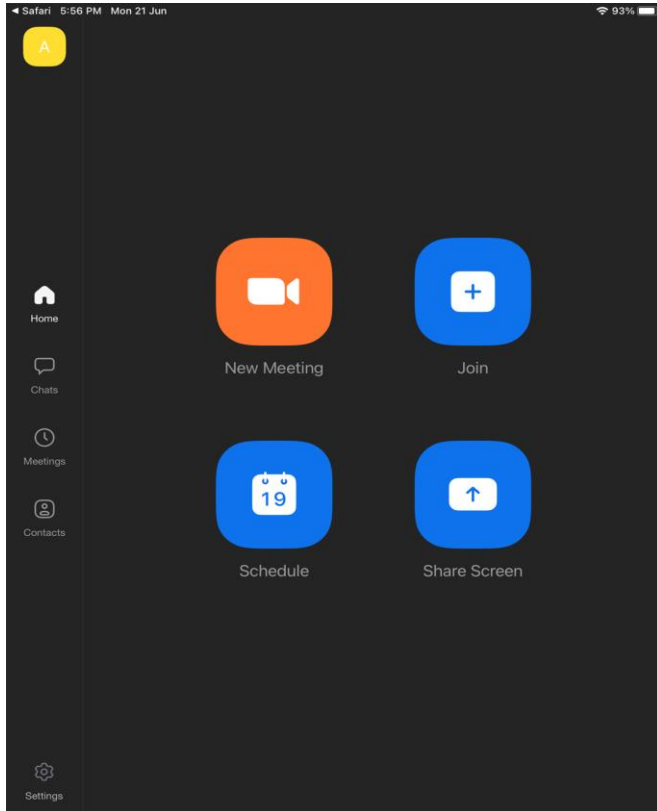 ◀ Safari 5:56 PM Mon 21 Jun 93%
A
Home
Chats
Meetings
Contacts
Settings
New Meeting
Join
19
Schedule
Share Screen